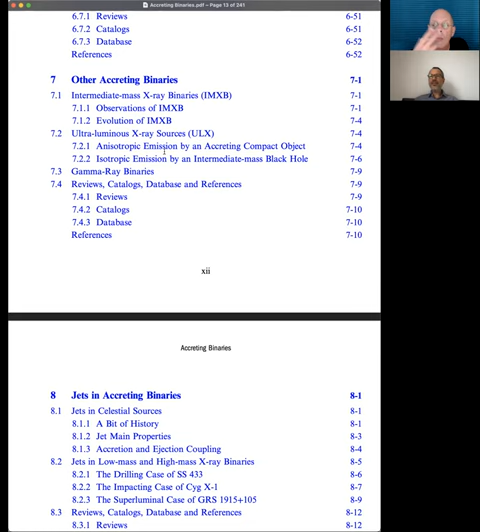 Accreting Binaries.pdf — Page 13 of 241
6.7.1 Reviews 6-51
6.7.2 Catalogs 6-51
6.7.3 Database 6-52
References 6-52
7 Other Accreting Binaries 7-1
7.1 Intermediate-mass X-ray Binaries (IMXB) 7-1
7.1.1 Observations of IMXB 7-1
7.1.2 Evolution of IMXB 7-4
7.2 Ultra-luminous X-ray Sources (ULX) 7-4
7.2.1 Anisotropic Emission by an Accreting Compact Object 7-4
7.2.2 Isotropic Emission by an Intermediate-mass Black Hole 7-6
7.3 Gamma-Ray Binaries 7-9
7.4 Reviews, Catalogs, Database and References 7-9
7.4.1 Reviews 7-9
7.4.2 Catalogs 7-10
7.4.3 Database 7-10
References 7-10
xii
Accreting Binaries
8 Jets in Accreting Binaries 8-1
8.1 Jets in Celestial Sources 8-1
8.1.1 A Bit of History 8-1
8.1.2 Jet Main Properties 8-3
8.1.3 Accretion and Ejection Coupling 8-4
8.2 Jets in Low-mass and High-mass X-ray Binaries 8-5
8.2.1 The Drilling Case of SS 433 8-6
8.2.2 The Impacting Case of Cyg X-1 8-7
8.2.3 The Superluminal Case of GRS 1915+105 8-9
8.3 Reviews, Catalogs, Database and References 8-12
8.3.1 Reviews 8-12